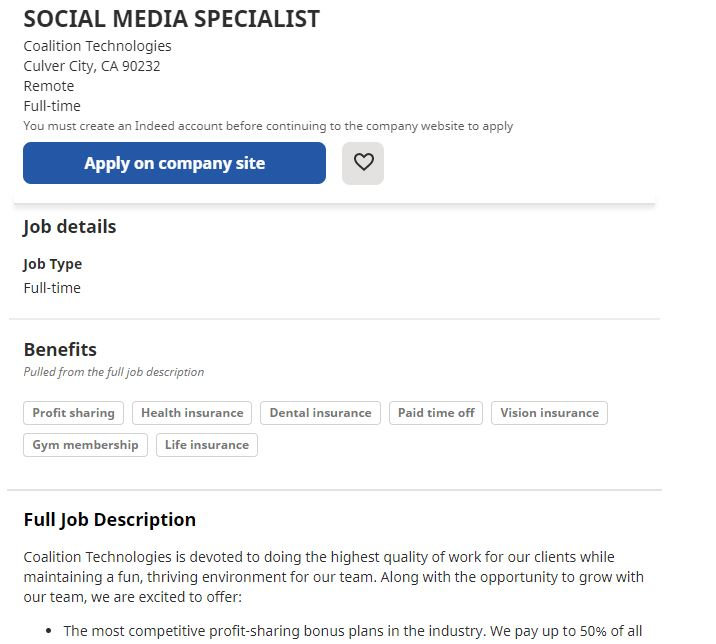 SOCIAL MEDIA SPECIALIST
Coalition Technologies
Culver City, CA 90232
Remote
Full-time
You must create an Indeed account before continuing to the company website to apply
Apply on company site
Job details
Job Type
Full-time
Benefits
Pulled from the full job description
Profit sharing Health insurance Dental insurance Paid time off Vision insurance
Gym membership Life insurance
Full Job Description
Coalition Technologies is devoted to doing the highest quality of work for our clients while
maintaining a fun, thriving environment for our team. Along with the opportunity to grow with
our team, we are excited to offer:
• The most competitive profit-sharing bonus plans in the industry. We pay up to 50% of all